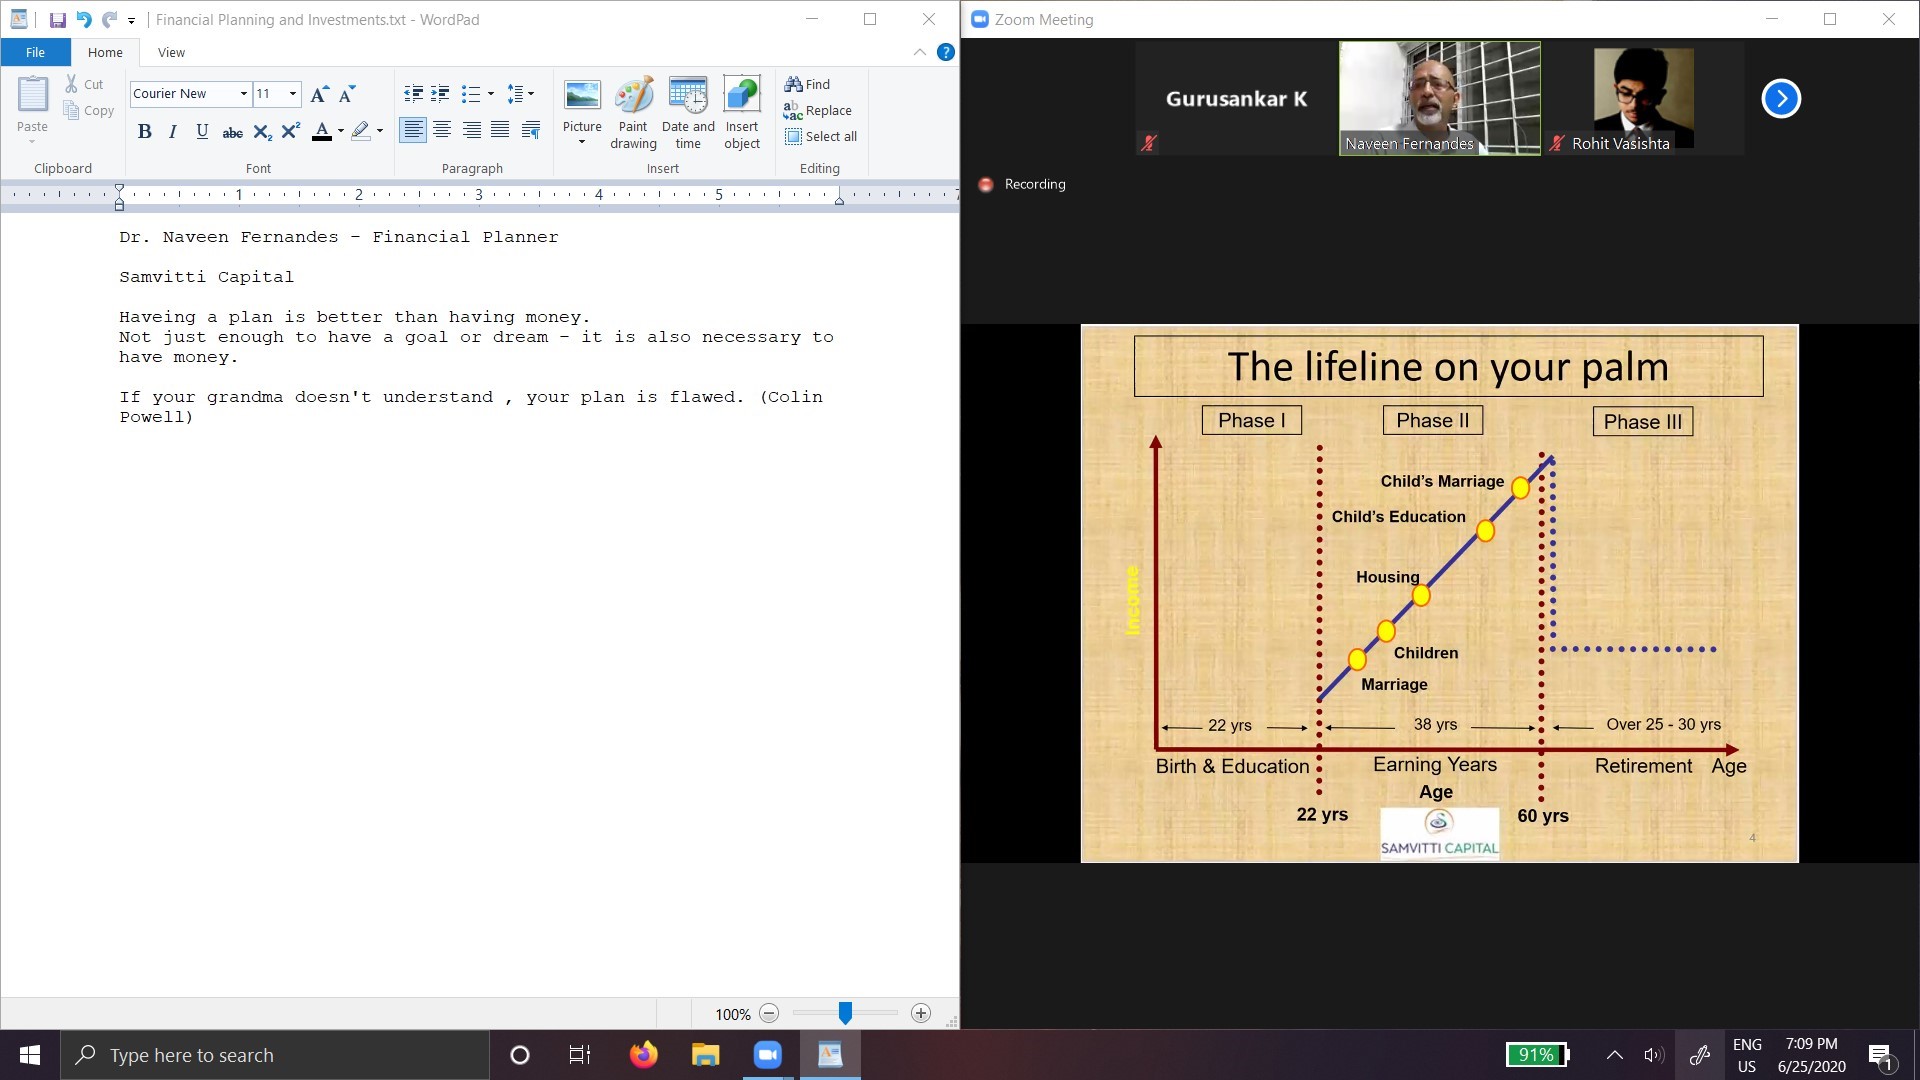 Financial Planning and Investments.txt - WordPad
File
Home
View
Paste
Cut
Copy
Clipboard
Courier New
11
Font
Paragraph
Picture
Paint drawing
Date and time
Insert object
Insert
Find
Replace
Select all
Editing
1 2 3 4 5 7
Dr. Naveen Fernandes - Financial Planner
Samvitti Capital
Haveing a plan is better than having money.
Not just enough to have a goal or dream - it is also necessary to
have money.
If your grandma doesn't understand , your plan is flawed. (Colin
Powell)
100%
Zoom Meeting
Gurusankar K
Naveen Fernandes
Rohit Vasishta
Recording
The lifeline on your palm
Phase I
Phase II
Phase III
Child's Marriage
Child's Education
Housing
Children
Marriage
Income
22 yrs
38 yrs
Over 25 - 30 yrs
Birth & Education
Earning Years
Retirement
Age
Age
22 yrs
60 yrs
SAMVITTI CAPITAL
4
Type here to search
91%
ENG
US
7:09 PM
6/25/2020
1